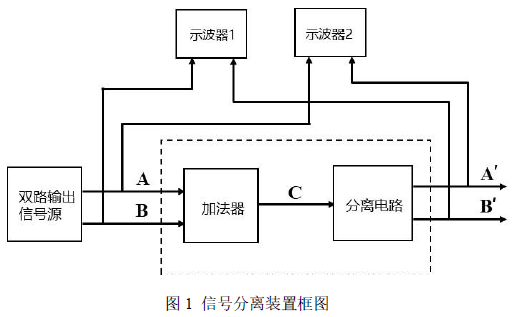 示波器1
示波器2
A
A′
双路输出
信号源
B
加法器
C
分离电路
B′
图 1 信号分离装置框图